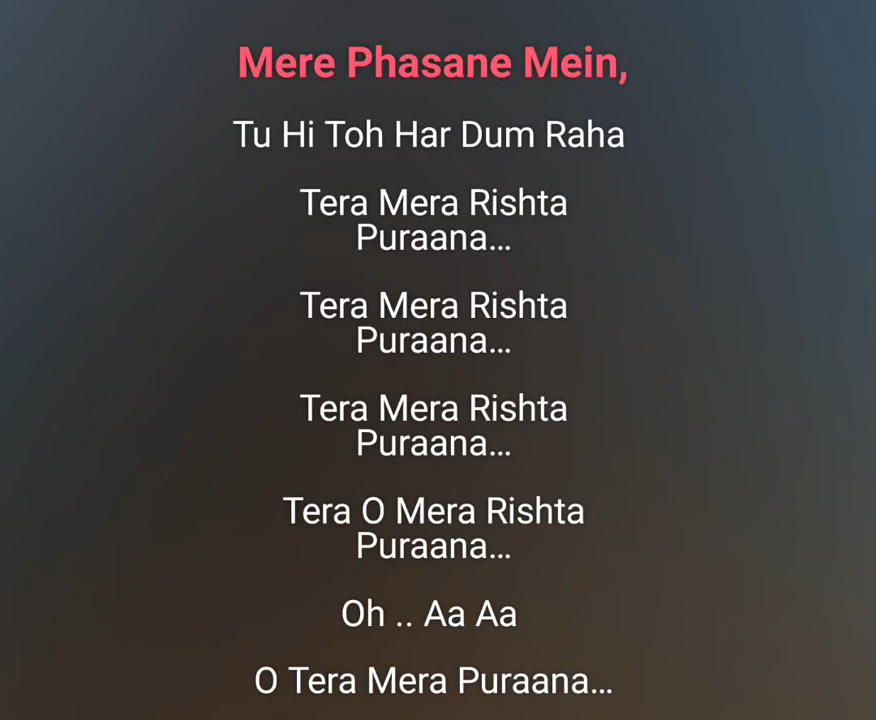 Mere Phasane Mein,
Tu Hi Toh Har Dum Raha
Tera Mera Rishta
Puraana...
Tera Mera Rishta
Puraana...
Tera Mera Rishta
Puraana...
Tera O Mera Rishta
Puraana...
Oh .. Aa Aa
O Tera Mera Puraana...